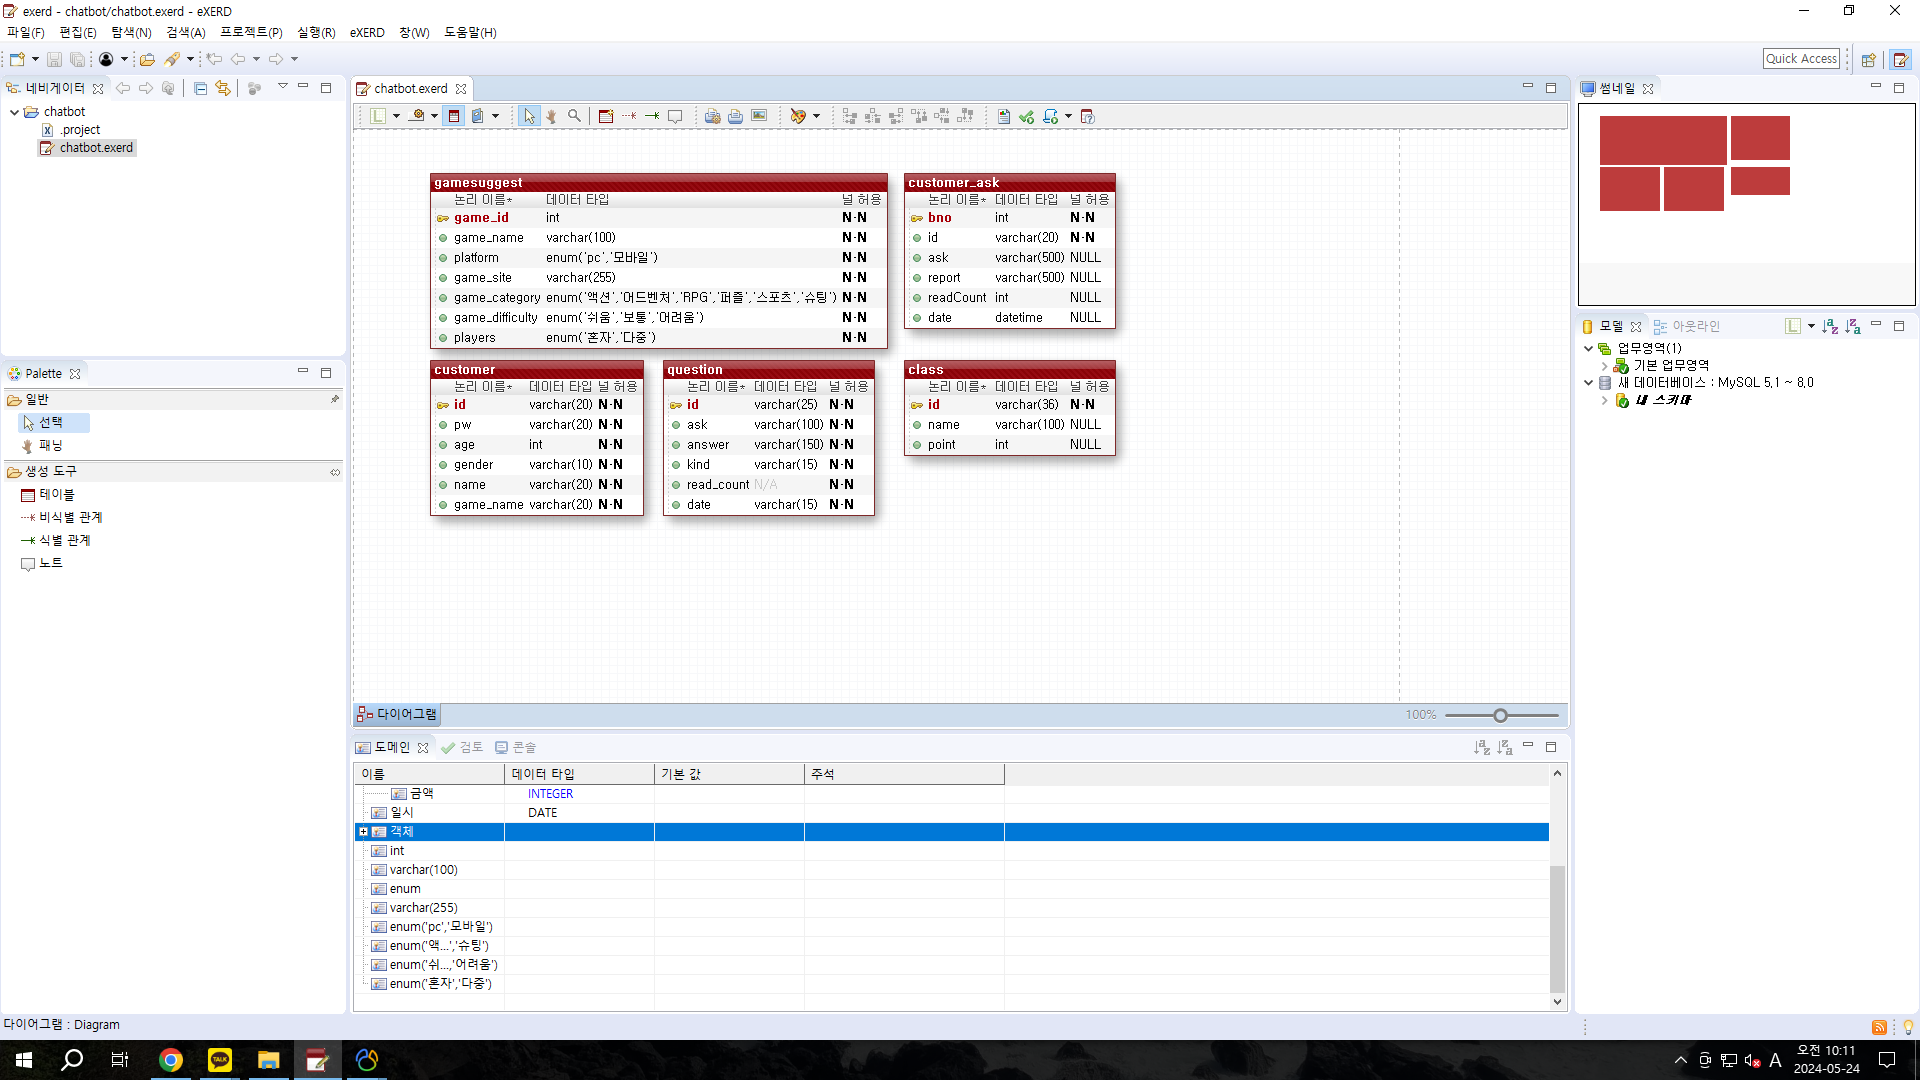 exerd - chatbot/chatbot.exerd - eXERD
파일(F) 편집(E) 탐색(N) 검색(A) 프로젝트(P) 실행(R) eXERD 창(W) 도움말(H)
Quick Access
네비게이터
chatbot
.project
chatbot.exerd
Palette
일반
선택
패닝
생성 도구
테이블
비식별 관계
식별 관계
노트
chatbot.exerd
gamesuggest
논리 이름* 데이터 타입 널 허용
game_id int N-N
game_name varchar(100) N-N
platform enum('pc','모바일') N-N
game_site varchar(255) N-N
game_category enum('액션','어드벤처','RPG','퍼즐','스포츠','슈팅') N-N
game_difficulty enum('쉬움','보통','어려움') N-N
players enum('혼자','다중') N-N
customer_ask
논리 이름* 데이터 타입 널 허용
bno int N-N
id varchar(20) N-N
ask varchar(500) NULL
report varchar(500) NULL
readCount int NULL
date datetime NULL
customer
논리 이름* 데이터 타입 널 허용
id varchar(20) N-N
pw varchar(20) N-N
age int N-N
gender varchar(10) N-N
name varchar(20) N-N
game_name varchar(20) N-N
question
논리 이름* 데이터 타입 널 허용
id varchar(25) N-N
ask varchar(100) N-N
answer varchar(150) N-N
kind varchar(15) N-N
read_count N/A N-N
date varchar(15) N-N
class
논리 이름* 데이터 타입 널 허용
id varchar(36) N-N
name varchar(100) NULL
point int NULL
다이어그램
100%
도메인 검토 콘솔
이름 데이터 타입 기본 값 주석
금액 INTEGER
일시 DATE
객체
int
varchar(100)
enum
varchar(255)
enum('pc','모바일')
enum('액...','슈팅')
enum('쉬...,'어려움')
enum('혼자','다중')
썸네일
모델 아웃라인
L
업무영역(1)
기본 업무영역
새 데이터베이스 : MySQL 5.1 ~ 8.0
내 스키마
다이어그램 : Diagram
TALK
A
오전 10:11
2024-05-24